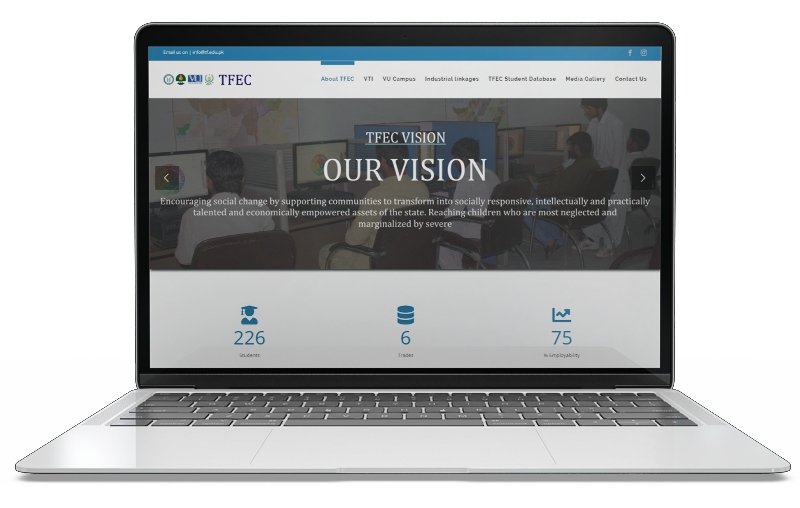 Email us on | info@tf.edu.pk
TFEC
About TFEC VTI VU Campus Industrial linkages TFEC Student Database Media Gallery Contact Us
TFEC VISION
OUR VISION
Encouraging social change by supporting communities to transform into socially responsive, intellectually and practically
talented and economically empowered assets of the state. Reaching children who are most neglected and
marginalized by severe
226 6 75
Students Trades % Employability